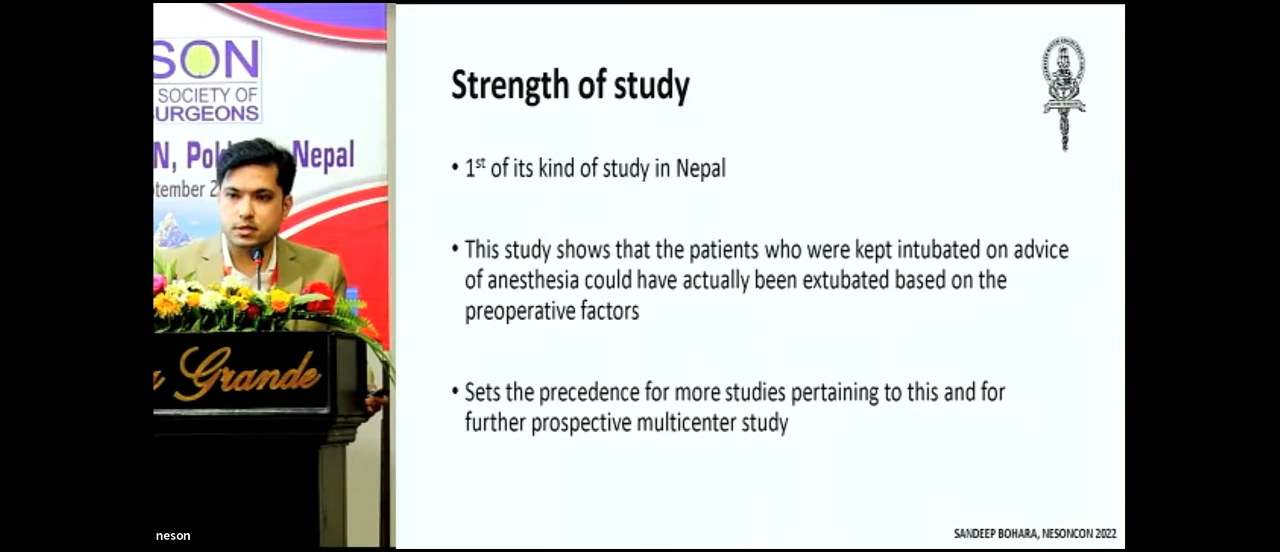 SON
SOCIETY OF
URGEONS
N, Pok Nepal
tember 2
Grande
neson
Strength of study
• 1st of its kind of study in Nepal
• This study shows that the patients who were kept intubated on advice
of anesthesia could have actually been extubated based on the
preoperative factors
• Sets the precedence for more studies pertaining to this and for
further prospective multicenter study
SANDEEP BOHARA, NESONCON 2022